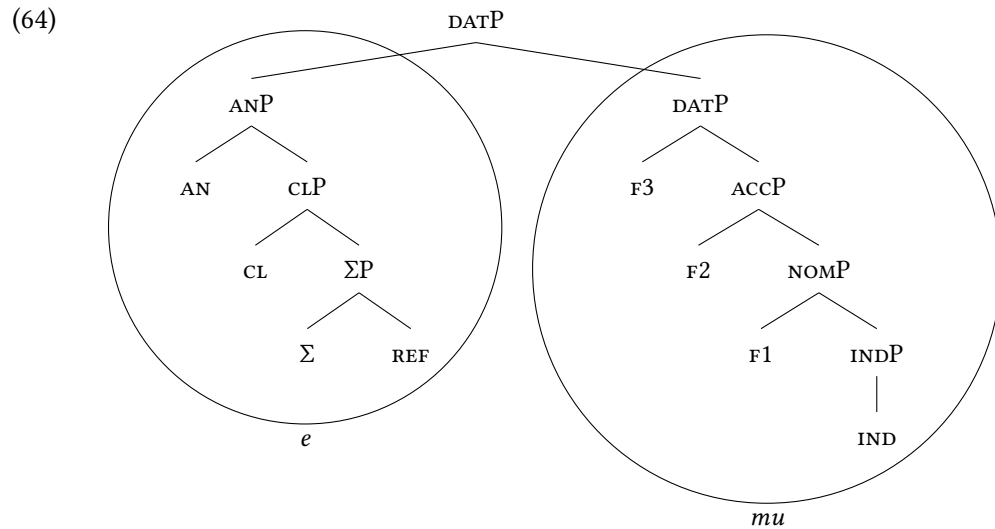 (64)
DATP
ANP DATP
AN CLP F3 ACCP
CL ΣP F2 NOMP
Σ REF F1 INDP
e IND
mu